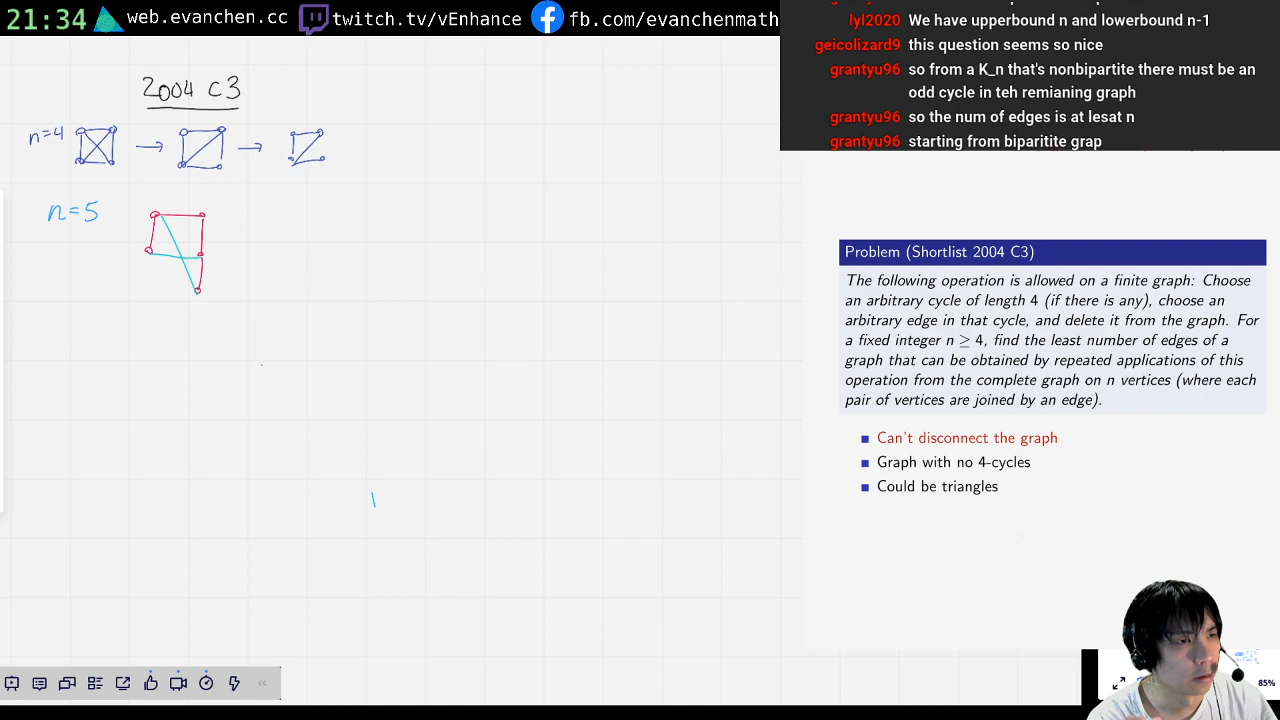 21:34 web.evanchen.cc twitch.tv/vEnhance fb.com/evanchenmath
lyl2020 We have upperbound n and lowerbound n-1
geicolizard9 this question seems so nice
grantyu96 so from a K_n that's nonbipartite there must be an
odd cycle in teh remianing graph
grantyu96 so the num of edges is at lesat n
grantyu96 starting from biparitite grap
2004 C3
n=4
n=5
Problem (Shortlist 2004 C3)
The following operation is allowed on a finite graph: Choose
an arbitrary cycle of length 4 (if there is any), choose an
arbitrary edge in that cycle, and delete it from the graph. For
a fixed integer n ≥ 4, find the least number of edges of a
graph that can be obtained by repeated applications of this
operation from the complete graph on n vertices (where each
pair of vertices are joined by an edge).
Can't disconnect the graph
Graph with no 4-cycles
Could be triangles
85%